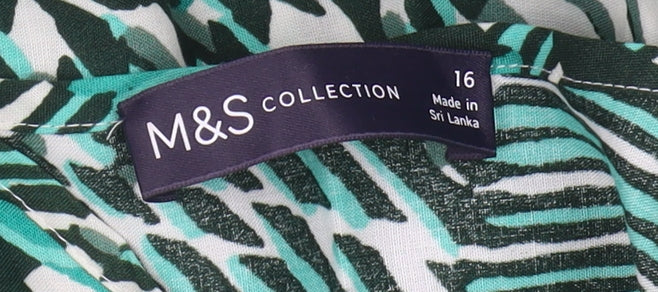 M&S COLLECTION
16
Made in
Sri Lanka